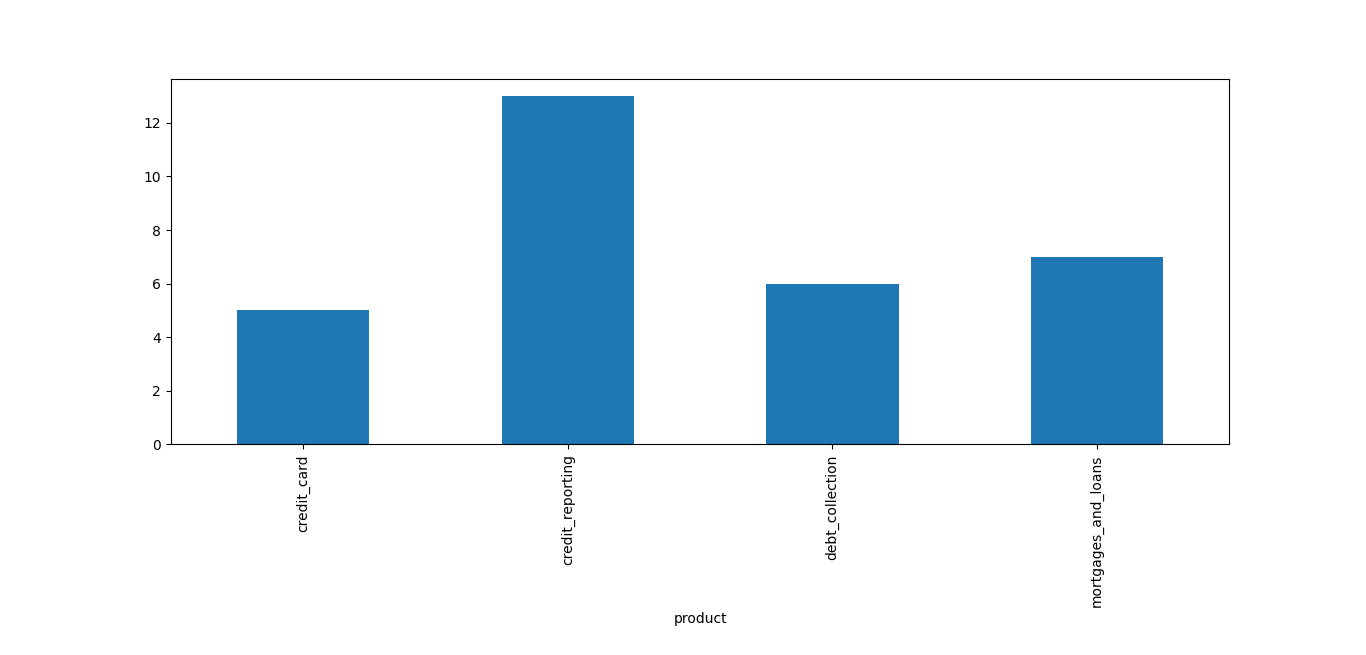 12
10
8
6
4
2
0
credit_card
credit_reporting
debt_collection
mortgages_and_loans
product